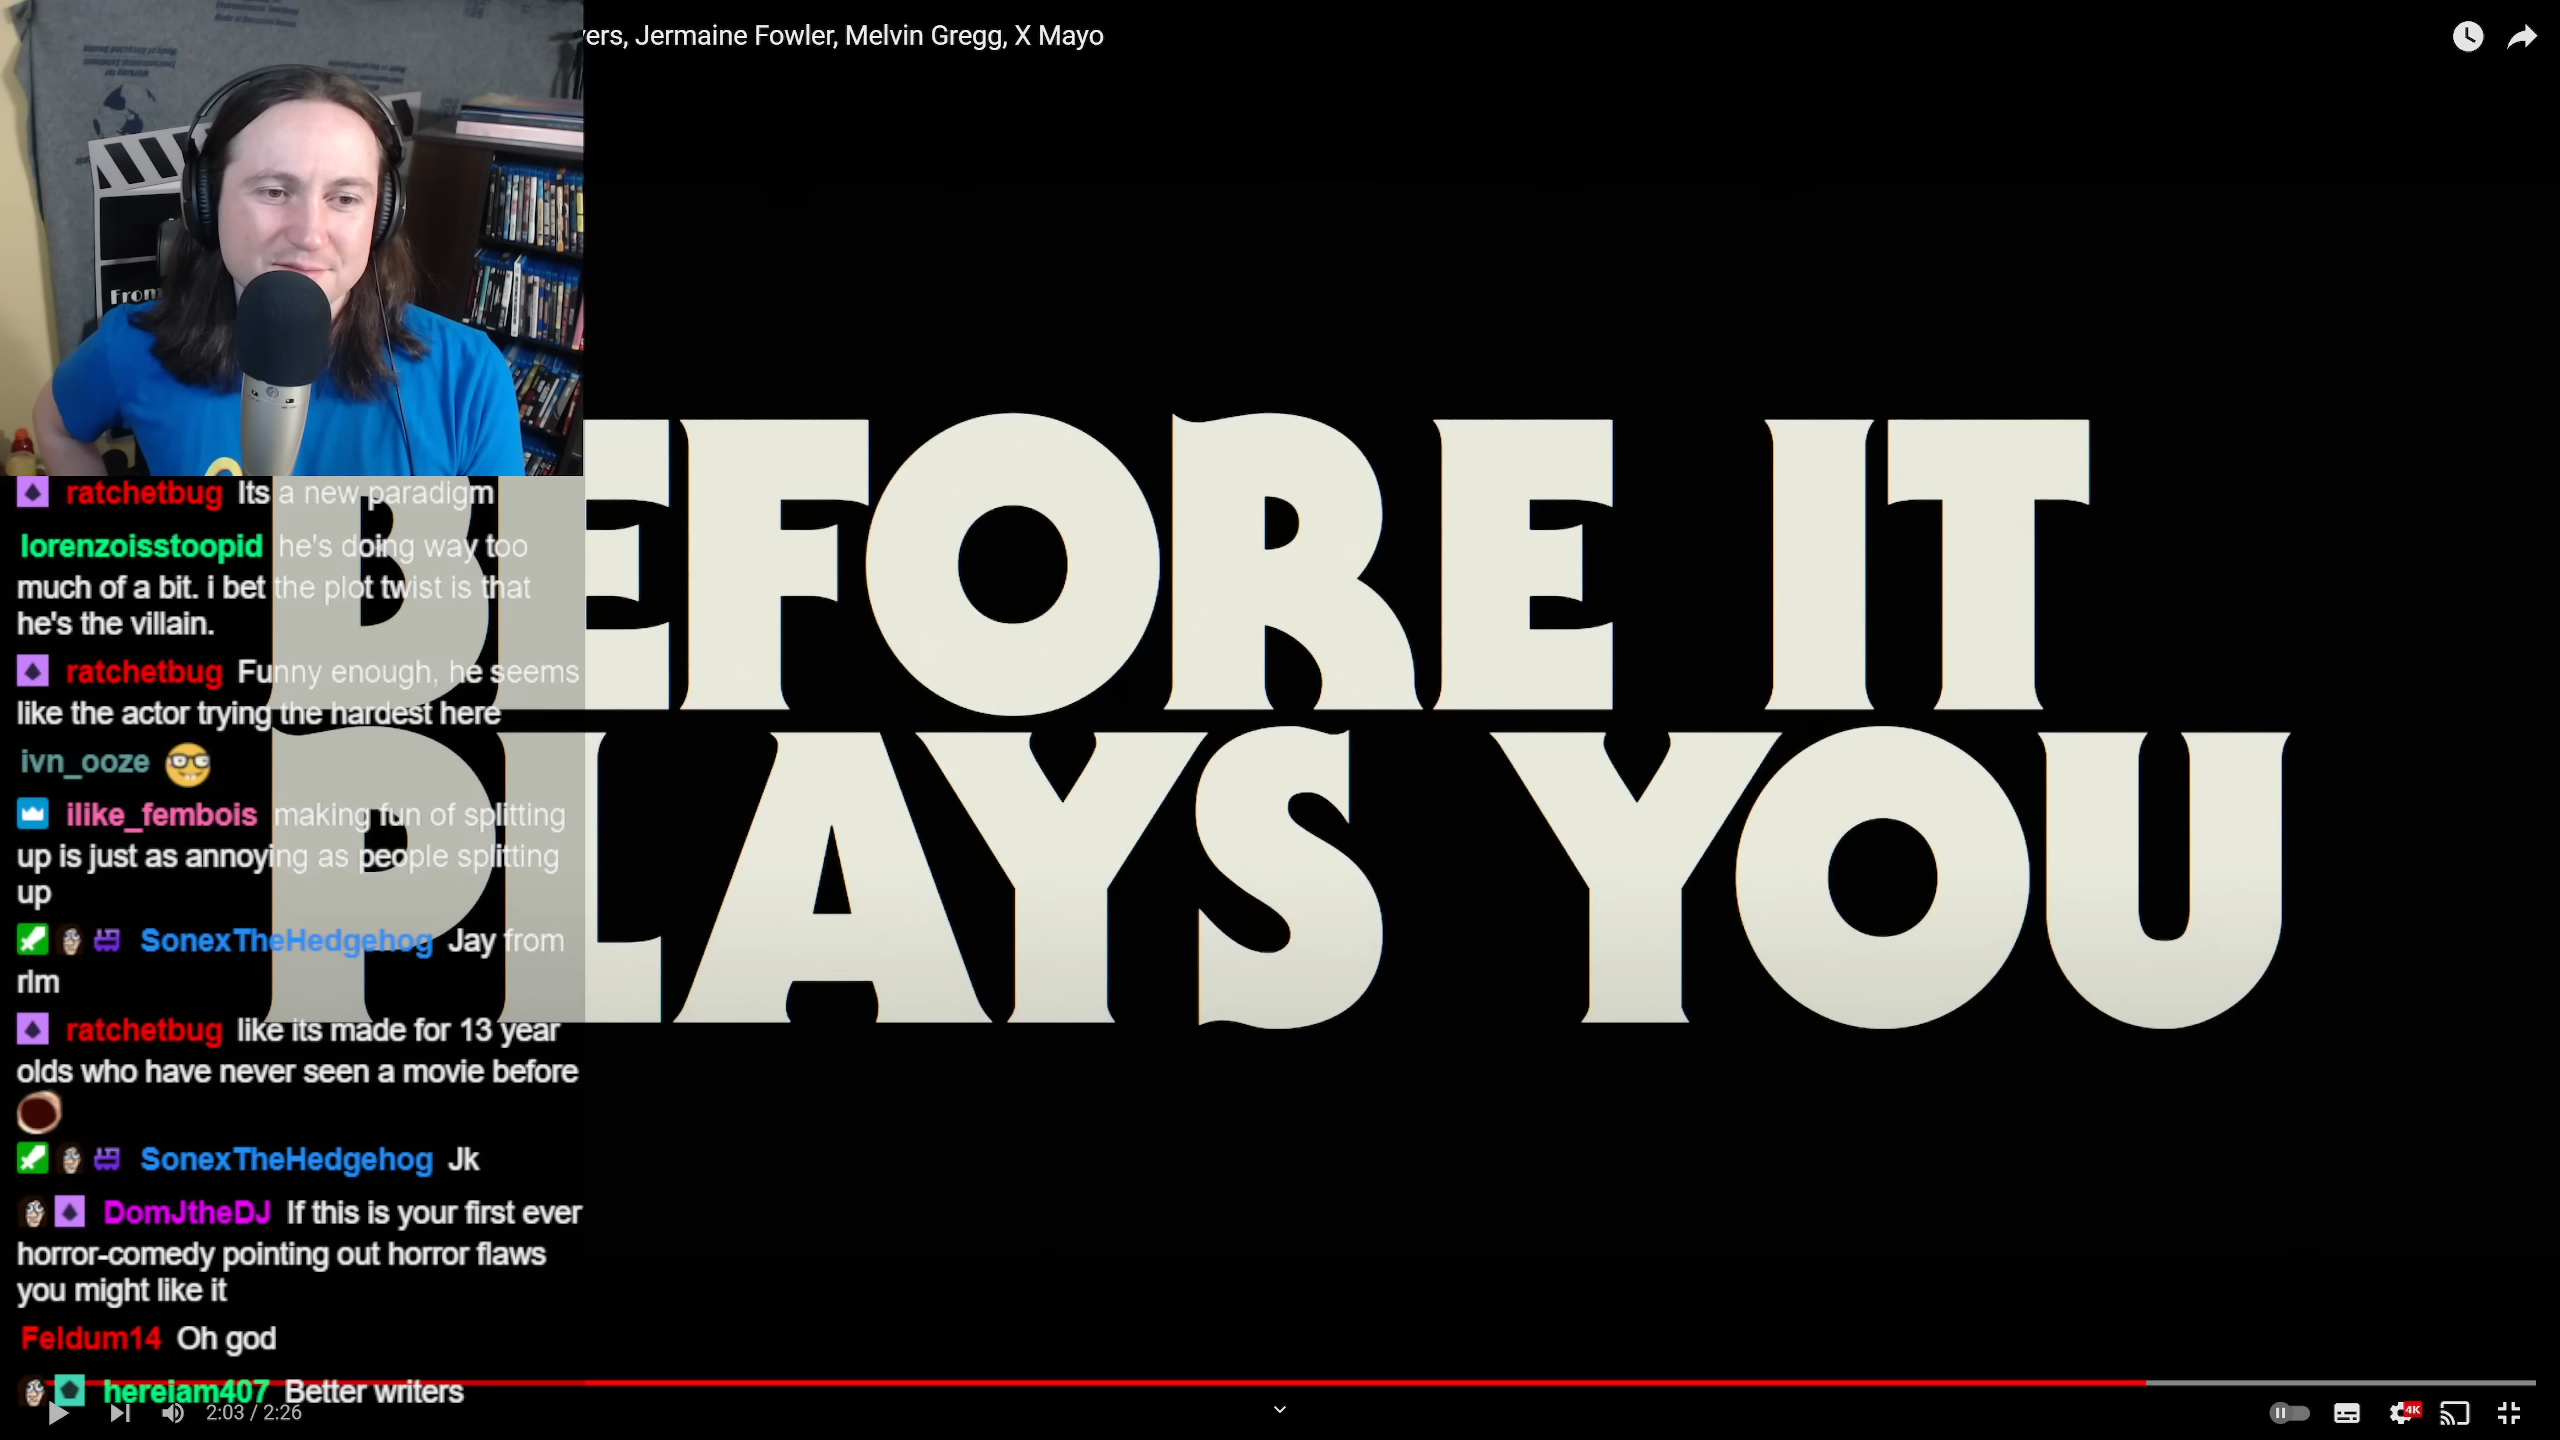 vers, Jermaine Fowler, Melvin Gregg, X Mayo
From
BEFORE IT
PLAYS YOU
ratchetbug Its a new paradigm
lorenzoisstoopid he's doing way too
much of a bit. i bet the plot twist is that
he's the villain.
ratchetbug Funny enough, he seems
like the actor trying the hardest here
ivn_ooze
ilike_fembois making fun of splitting
up is just as annoying as people splitting
up
SonexTheHedgehog Jay from
rlm
ratchetbug like its made for 13 year
olds who have never seen a movie before
SonexTheHedgehog Jk
DomJtheDJ If this is your first ever
horror-comedy pointing out horror flaws
you might like it
Feldum14 Oh god
hereiam407 Better writers
2:03 / 2:26
4K